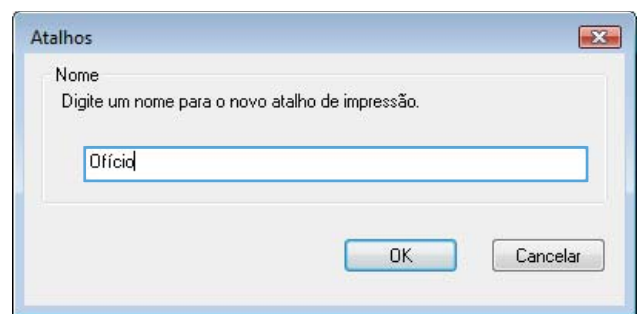 Atalhos
Nome
Digite um nome para o novo atalho de impressão.
Ofício
OK
Cancelar